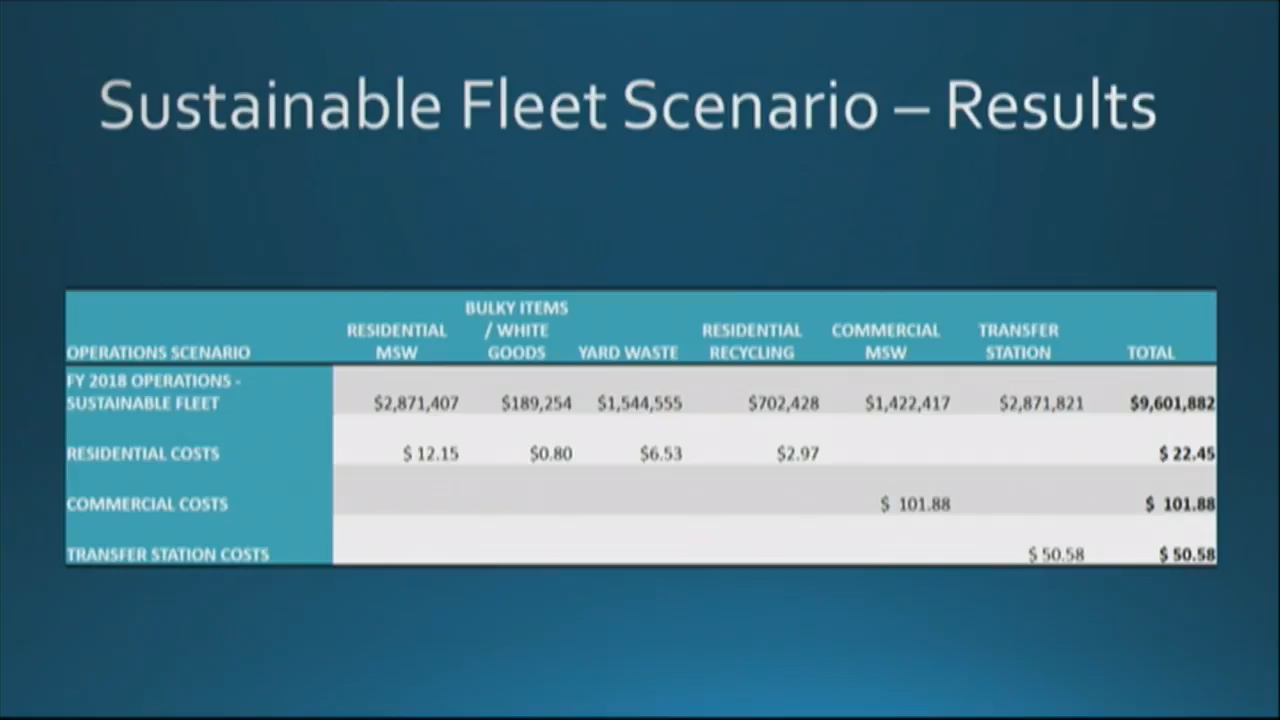 Sustainable Fleet Scenario – Results
BULKY ITEMS
RESIDENTIAL / WHITE RESIDENTIAL COMMERCIAL TRANSFER
OPERATIONS SCENARIO MSW GOODS YARD WASTE RECYCLING MSW STATION TOTAL
FY 2018 OPERATIONS -
SUSTAINABLE FLEET $2,871,407 $189,254 $1,544,555 $702,428 $1,422,417 $2,871,821 $9,601,882
RESIDENTIAL COSTS $ 12.15 $0.80 $6.53 $2.97 $ 22.45
COMMERCIAL COSTS $ 101.88 $ 101.88
TRANSFER STATION COSTS $ 50.58 $ 50.58